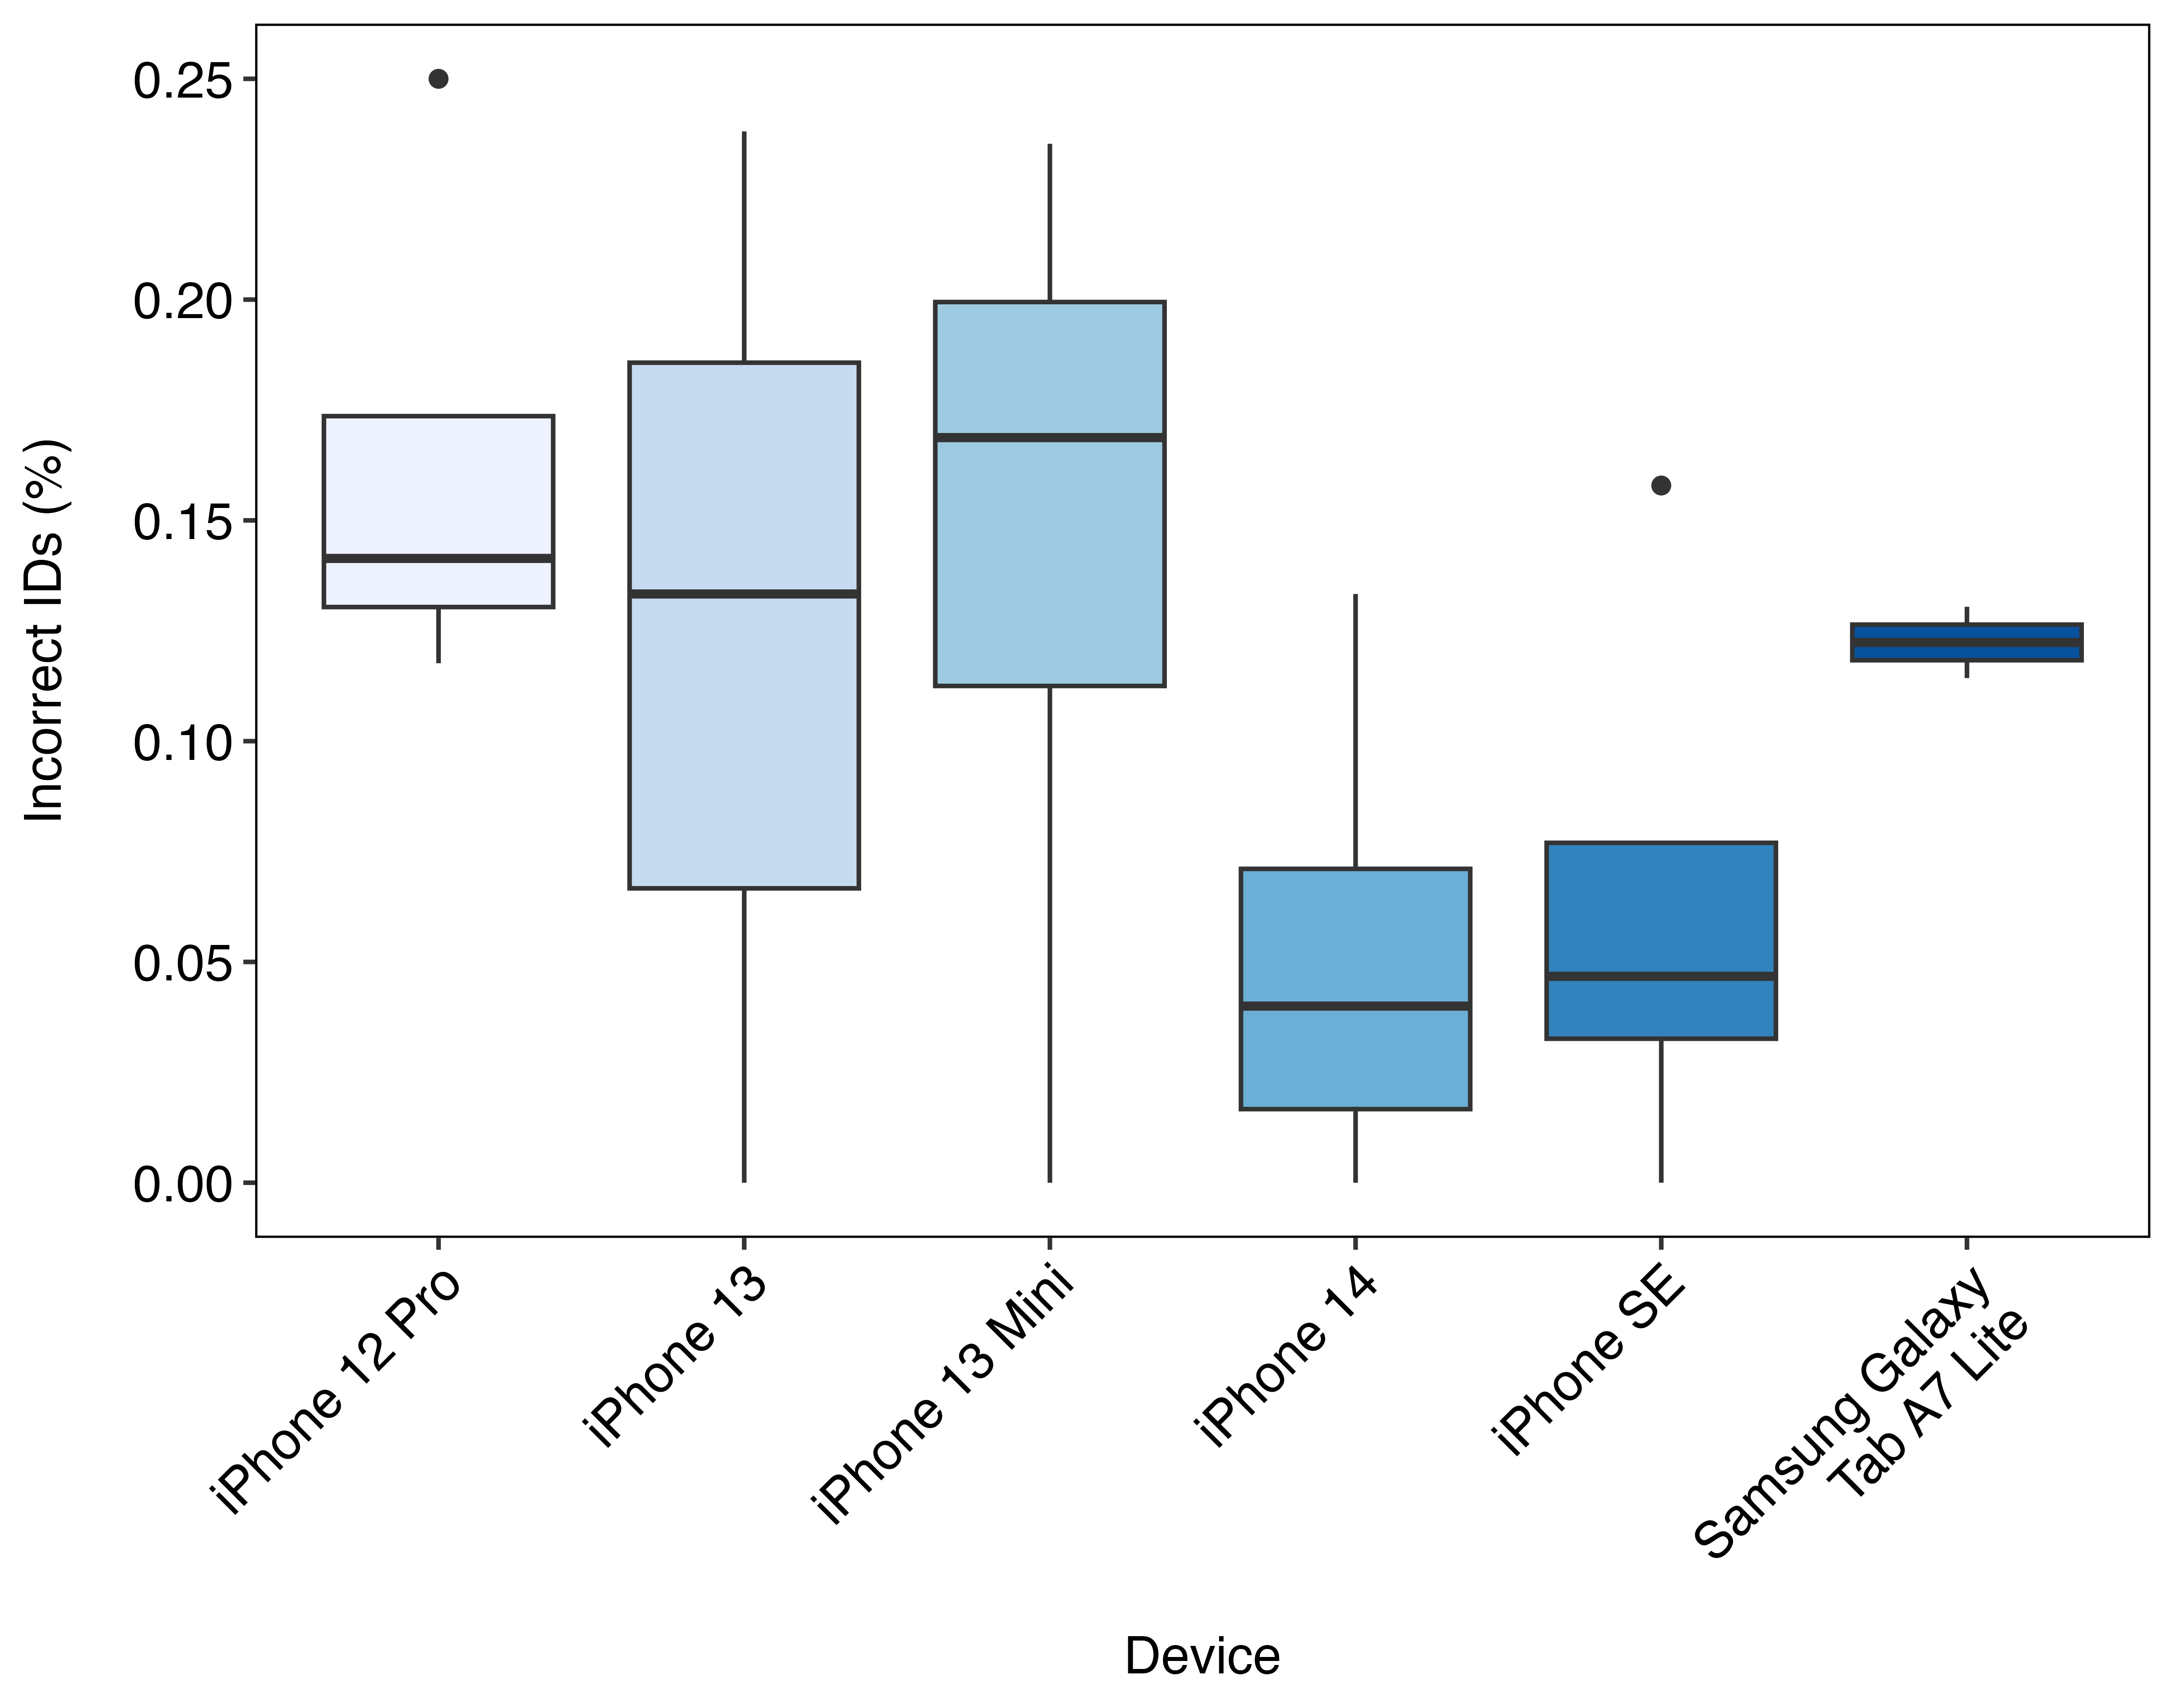 Incorrect IDs (%)
0.25
0.20
0.15
0.10
0.05
0.00
iPhone 12 Pro
iPhone 13
iPhone 13 Mini
iPhone 14
iPhone SE
Samsung Galaxy
Tab A7 Lite
Device